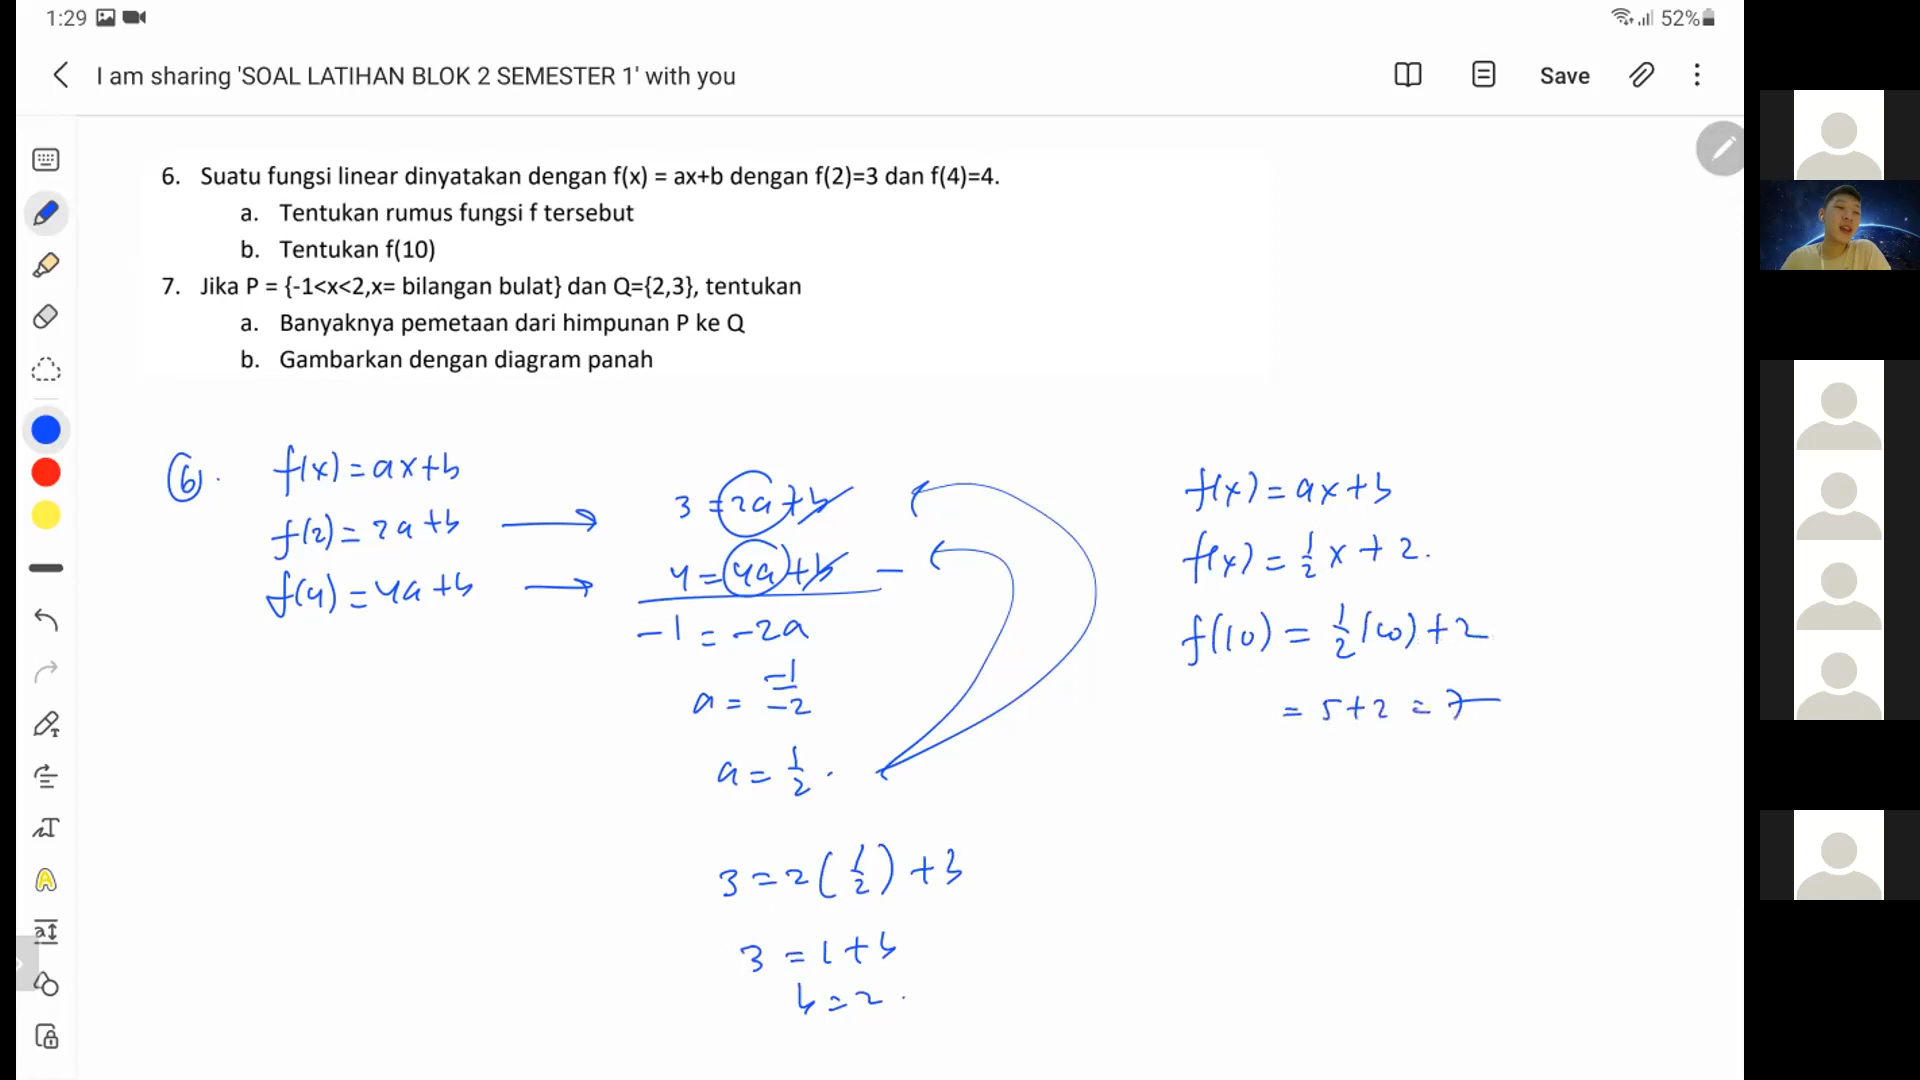 1:29
52%
I am sharing 'SOAL LATIHAN BLOK 2 SEMESTER 1' with you
Save
6. Suatu fungsi linear dinyatakan dengan f(x) = ax+b dengan f(2)=3 dan f(4)=4.
a. Tentukan rumus fungsi f tersebut
b. Tentukan f(10)
7. Jika P = {-1<x<2,x= bilangan bulat} dan Q={2,3}, tentukan
a. Banyaknya pemetaan dari himpunan P ke Q
b. Gambarkan dengan diagram panah
6.
f(x) = ax+b
f(2) = 2a+b
f(4) = 4a+b
3 = 2a+b
4 = 4a+b −
-1 = -2a
a = -1/-2
a = 1/2 .
3 = 2(1/2) + b
3 = 1 + b
b = 2 .
f(x) = ax+b
f(x) = 1/2 x + 2.
f(10) = 1/2 (10) + 2
= 5+2 = 7